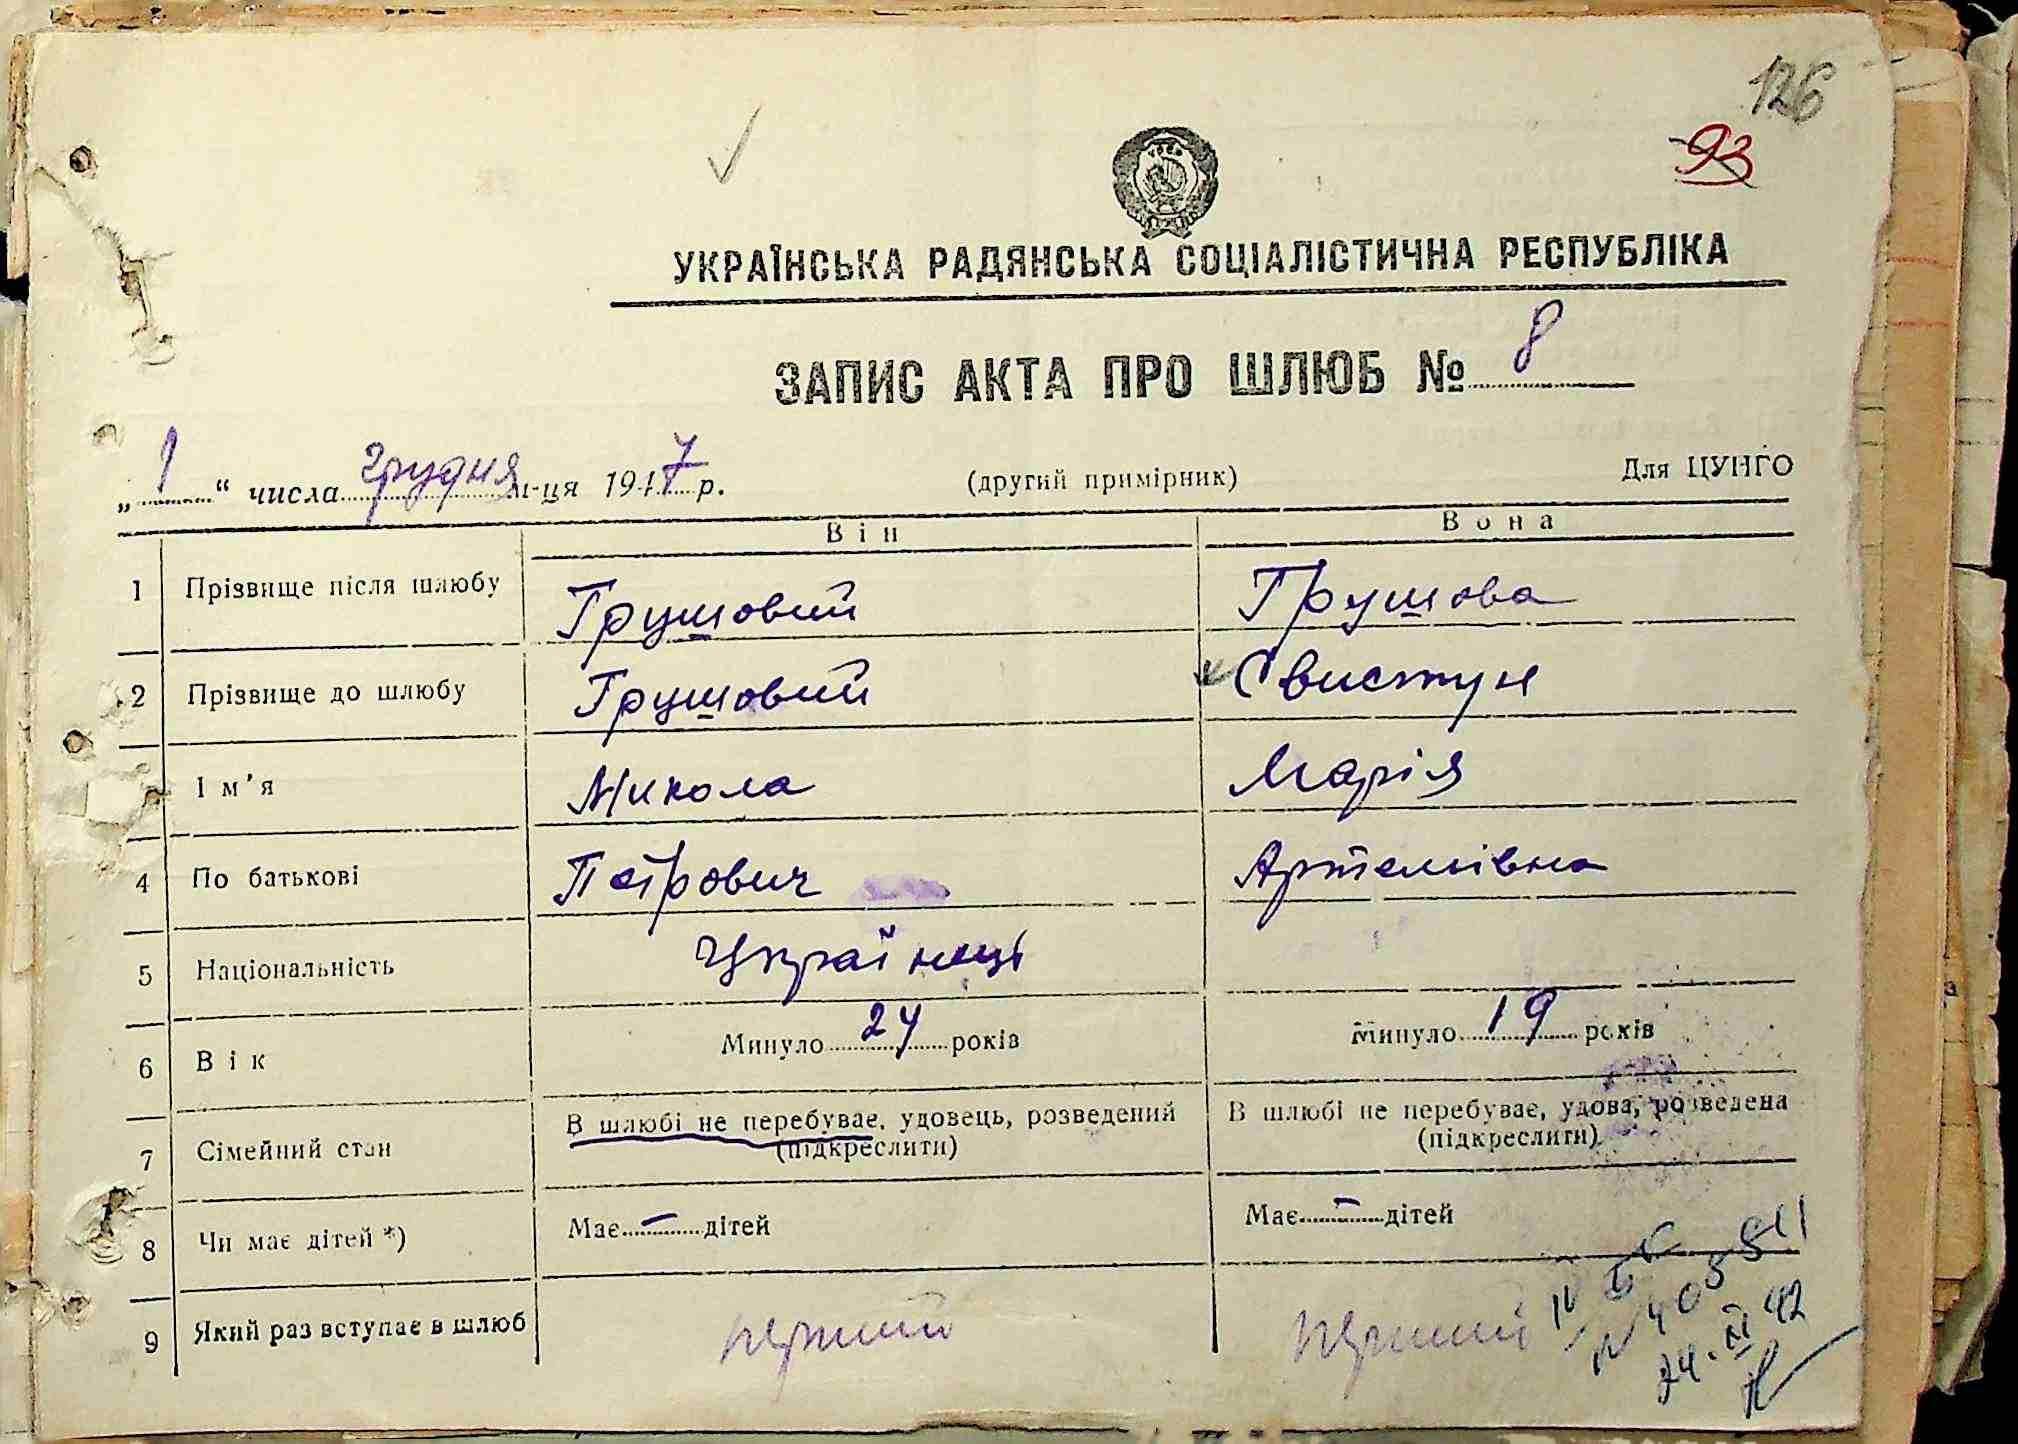 126
93
УКРАЇНСЬКА РАДЯНСЬКА СОЦІАЛІСТИЧНА РЕСПУБЛІКА
ЗАПИС АКТА ПРО ШЛЮБ № 8
„1“ числа грудня м-ця 1947 р. (другий примірник) Для ЦУНГО
Він Вона
1 Прізвище після шлюбу Грушовий Грушова
2 Прізвище до шлюбу Грушовий Свистун
Ім'я Микола Марія
4 По батькові Петрович Артемівна
5 Національність Українці
6 Вік Минуло 24 років Минуло 19 років
7 Сімейний стан В шлюбі не перебуває, удовець, розведений (підкреслити) В шлюбі не перебуває, удова, розведена (підкреслити)
8 Чи має дітей *) Має — дітей Має — дітей
9 Який раз вступає в шлюб перший перший